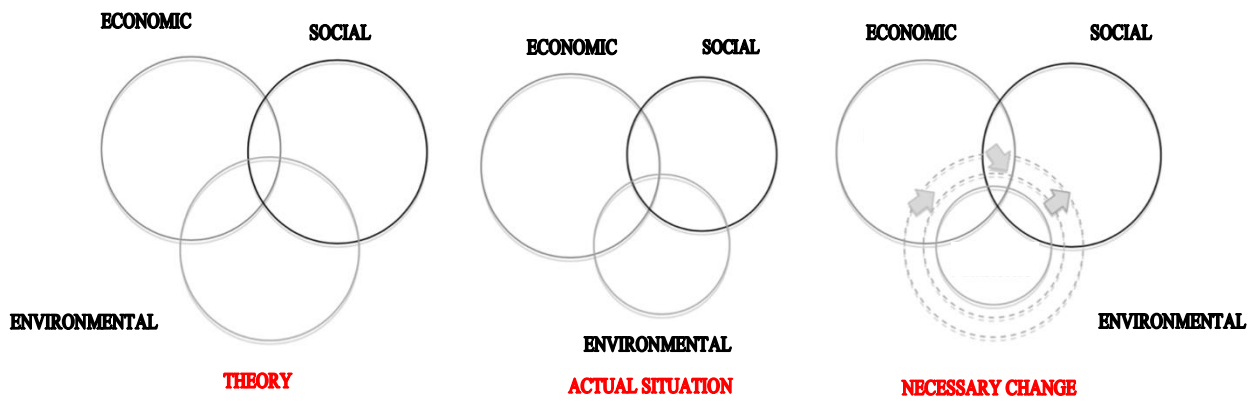 ECONOMIC
SOCIAL
ENVIRONMENTAL
THEORY
ECONOMIC
SOCIAL
ENVIRONMENTAL
ACTUAL SITUATION
ECONOMIC
SOCIAL
ENVIRONMENTAL
NECESSARY CHANGE